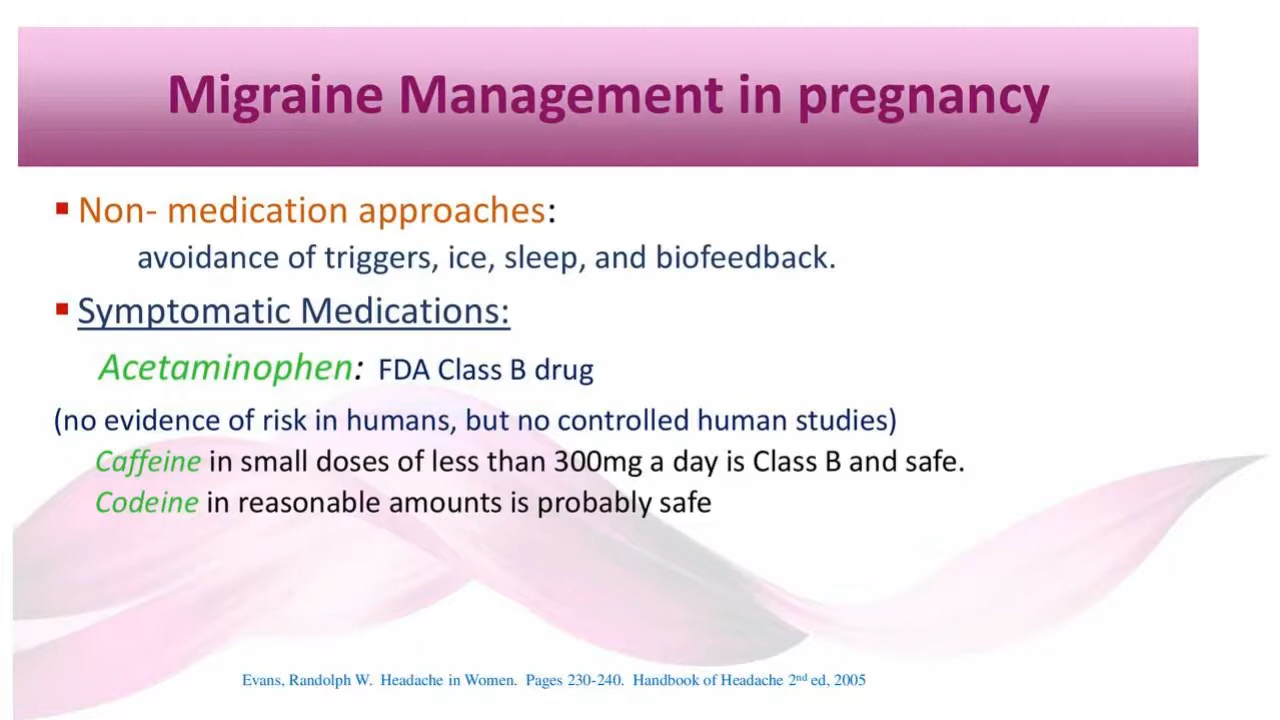 Migraine Management in pregnancy
▪ Non- medication approaches:
avoidance of triggers, ice, sleep, and biofeedback.
▪ Symptomatic Medications:
Acetaminophen: FDA Class B drug
(no evidence of risk in humans, but no controlled human studies)
Caffeine in small doses of less than 300mg a day is Class B and safe.
Codeine in reasonable amounts is probably safe
Evans, Randolph W. Headache in Women. Pages 230-240. Handbook of Headache 2nd ed, 2005